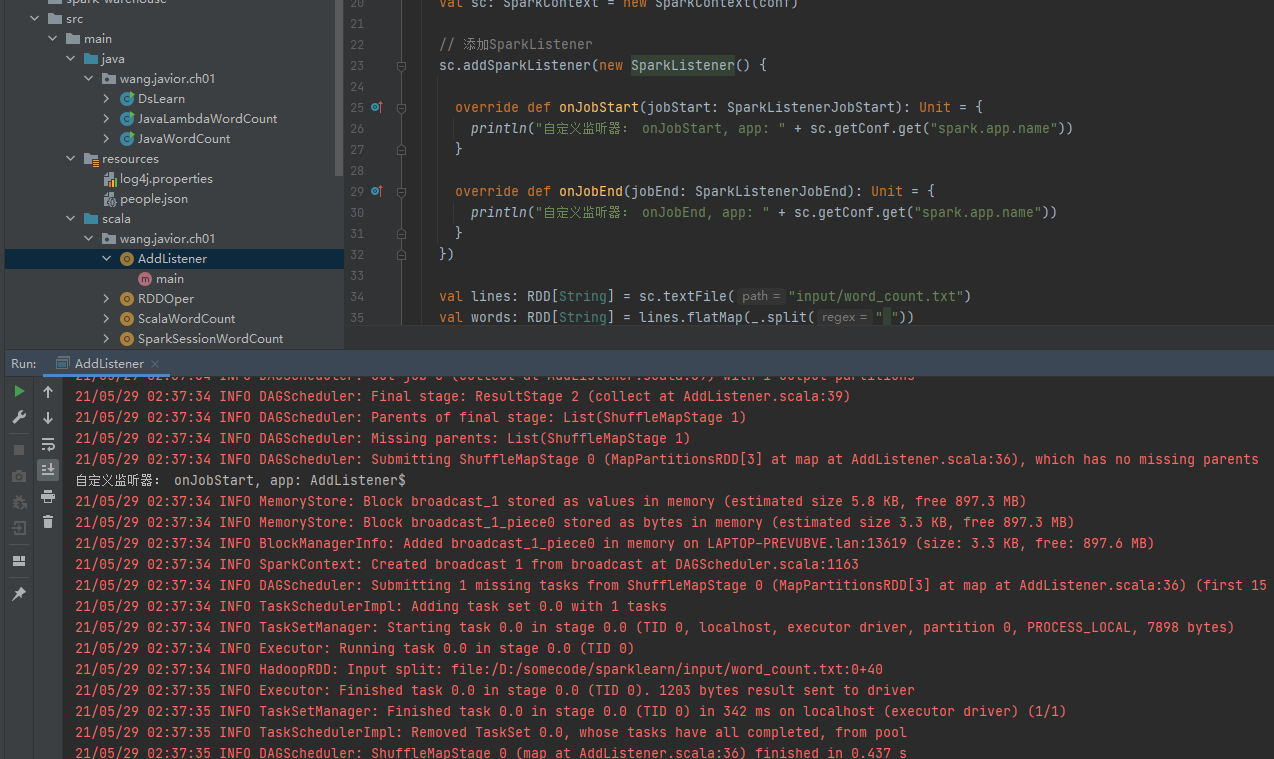 spark-warehouse
src
main
java
wang.javior.ch01
DsLearn
JavaLambdaWordCount
JavaWordCount
resources
log4j.properties
people.json
scala
wang.javior.ch01
AddListener
main
RDDOper
ScalaWordCount
SparkSessionWordCount
20 val sc: SparkContext = new SparkContext(conf)
21
22 // 添加SparkListener
23 sc.addSparkListener(new SparkListener() {
24
25 override def onJobStart(jobStart: SparkListenerJobStart): Unit = {
26 println("自定义监听器: onJobStart, app: " + sc.getConf.get("spark.app.name"))
27 }
28
29 override def onJobEnd(jobEnd: SparkListenerJobEnd): Unit = {
30 println("自定义监听器: onJobEnd, app: " + sc.getConf.get("spark.app.name"))
31 }
32 })
33
34 val lines: RDD[String] = sc.textFile( path = "input/word_count.txt")
35 val words: RDD[String] = lines.flatMap(_.split( regex = " "))
Run: AddListener
21/05/29 02:37:34 INFO DAGScheduler: Got job 0 (collect at AddListener.scala:39) with 1 output partitions
21/05/29 02:37:34 INFO DAGScheduler: Final stage: ResultStage 2 (collect at AddListener.scala:39)
21/05/29 02:37:34 INFO DAGScheduler: Parents of final stage: List(ShuffleMapStage 1)
21/05/29 02:37:34 INFO DAGScheduler: Missing parents: List(ShuffleMapStage 1)
21/05/29 02:37:34 INFO DAGScheduler: Submitting ShuffleMapStage 0 (MapPartitionsRDD[3] at map at AddListener.scala:36), which has no missing parents
自定义监听器: onJobStart, app: AddListener$
21/05/29 02:37:34 INFO MemoryStore: Block broadcast_1 stored as values in memory (estimated size 5.8 KB, free 897.3 MB)
21/05/29 02:37:34 INFO MemoryStore: Block broadcast_1_piece0 stored as bytes in memory (estimated size 3.3 KB, free 897.3 MB)
21/05/29 02:37:34 INFO BlockManagerInfo: Added broadcast_1_piece0 in memory on LAPTOP-PREVUBVE.lan:13619 (size: 3.3 KB, free: 897.6 MB)
21/05/29 02:37:34 INFO SparkContext: Created broadcast 1 from broadcast at DAGScheduler.scala:1163
21/05/29 02:37:34 INFO DAGScheduler: Submitting 1 missing tasks from ShuffleMapStage 0 (MapPartitionsRDD[3] at map at AddListener.scala:36) (first 15
21/05/29 02:37:34 INFO TaskSchedulerImpl: Adding task set 0.0 with 1 tasks
21/05/29 02:37:34 INFO TaskSetManager: Starting task 0.0 in stage 0.0 (TID 0, localhost, executor driver, partition 0, PROCESS_LOCAL, 7898 bytes)
21/05/29 02:37:34 INFO Executor: Running task 0.0 in stage 0.0 (TID 0)
21/05/29 02:37:34 INFO HadoopRDD: Input split: file:/D:/somecode/sparklearn/input/word_count.txt:0+40
21/05/29 02:37:35 INFO Executor: Finished task 0.0 in stage 0.0 (TID 0). 1203 bytes result sent to driver
21/05/29 02:37:35 INFO TaskSetManager: Finished task 0.0 in stage 0.0 (TID 0) in 342 ms on localhost (executor driver) (1/1)
21/05/29 02:37:35 INFO TaskSchedulerImpl: Removed TaskSet 0.0, whose tasks have all completed, from pool
21/05/29 02:37:35 INFO DAGScheduler: ShuffleMapStage 0 (map at AddListener.scala:36) finished in 0.437 s